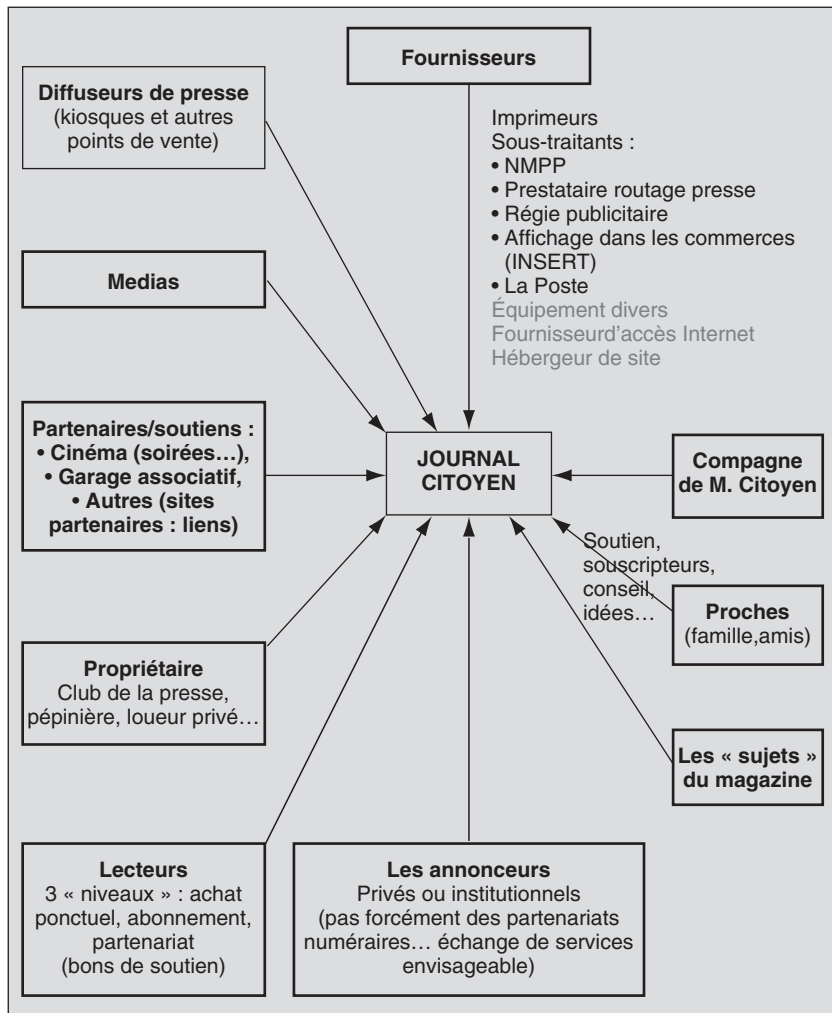 Fournisseurs
Diffuseurs de presse
(kiosques et autres
points de vente)
Imprimeurs
Sous-traitants :
• NMPP
• Prestataire routage presse
• Régie publicitaire
• Affichage dans les commerces
(INSERT)
• La Poste
Équipement divers
Fournisseurd'accès Internet
Hébergeur de site
Medias
Partenaires/soutiens :
• Cinéma (soirées…),
• Garage associatif,
• Autres (sites
partenaires : liens)
JOURNAL
CITOYEN
Compagne
de M. Citoyen
Soutien,
souscripteurs,
conseil,
idées…
Proches
(famille,amis)
Propriétaire
Club de la presse,
pépinière, loueur privé…
Les « sujets »
du magazine
Lecteurs
3 « niveaux » : achat
ponctuel, abonnement,
partenariat
(bons de soutien)
Les annonceurs
Privés ou institutionnels
(pas forcément des partenariats
numéraires… échange de services
envisageable)